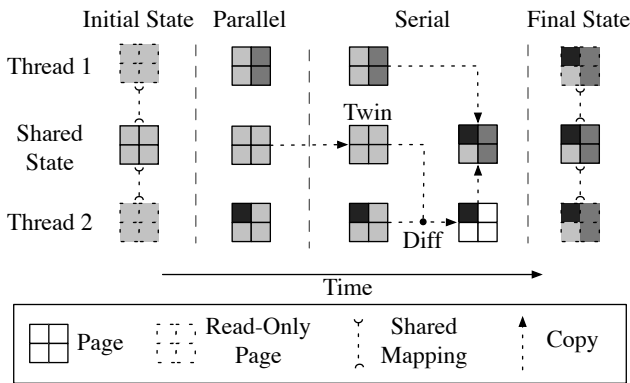 Initial State
Parallel
Serial
Final State
Thread 1
Twin
Shared
State
Thread 2
Diff
Time
Page
Read-Only
Page
Shared
Mapping
Copy